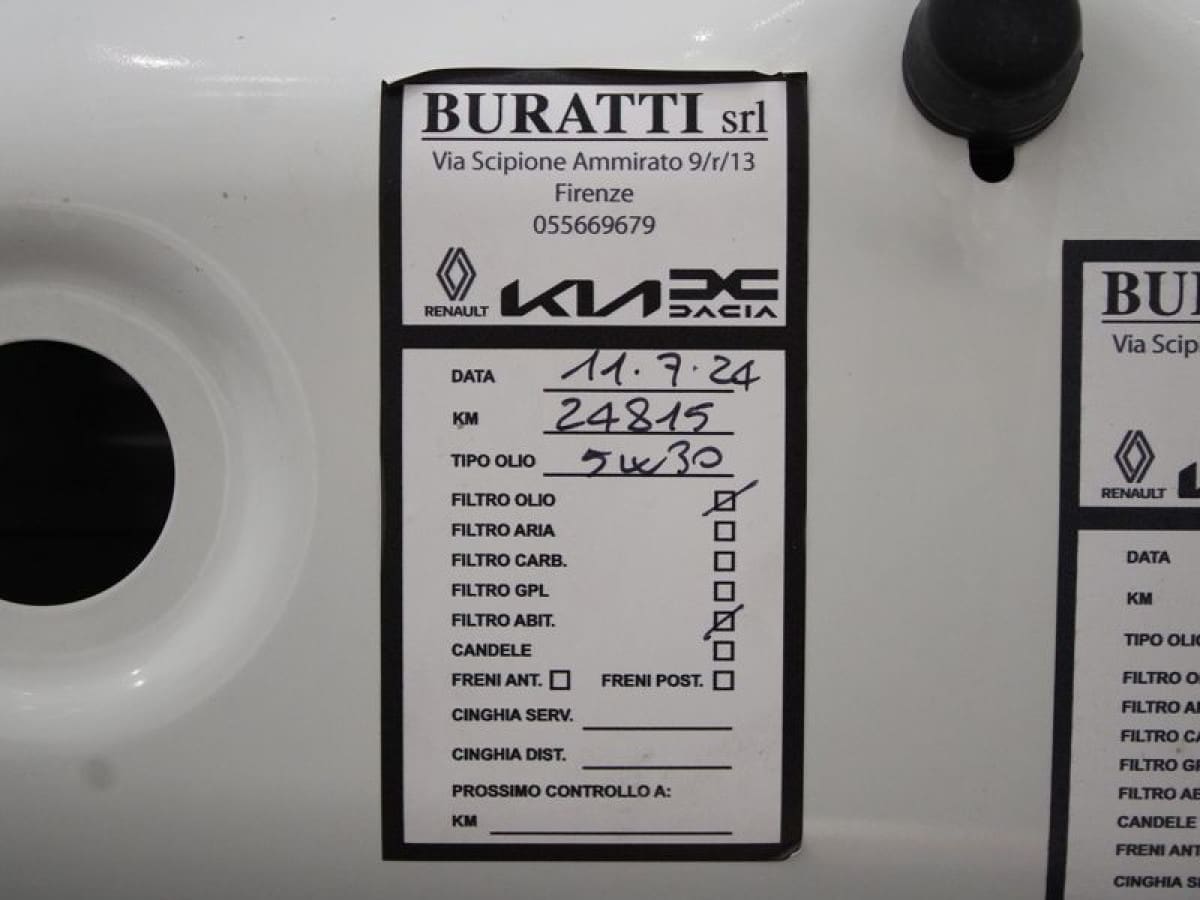 BURATTI srl
Via Scipione Ammirato 9/r/13
Firenze
055669679
RENAULT KIA DACIA
DATA 11.7.24
KM 24815
TIPO OLIO 5w30
FILTRO OLIO
FILTRO ARIA
FILTRO CARB.
FILTRO GPL
FILTRO ABIT.
CANDELE
FRENI ANT. FRENI POST.
CINGHIA SERV.
CINGHIA DIST.
PROSSIMO CONTROLLO A:
KM
BU
Via Scip
RENAULT
DATA
KM
TIPO OLI
FILTRO O
FILTRO A
FILTRO CA
FILTRO G
FILTRO AB
CANDELE
FRENI ANT
CINGHIA S